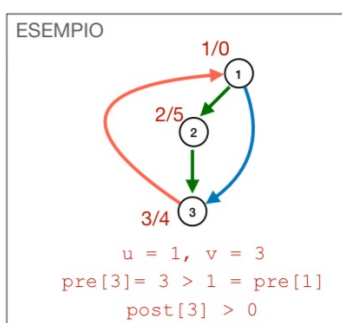 ESEMPIO
1/0
1
2/5
2
3
3/4
u = 1, v = 3
pre[3]= 3 > 1 = pre[1]
post[3] > 0